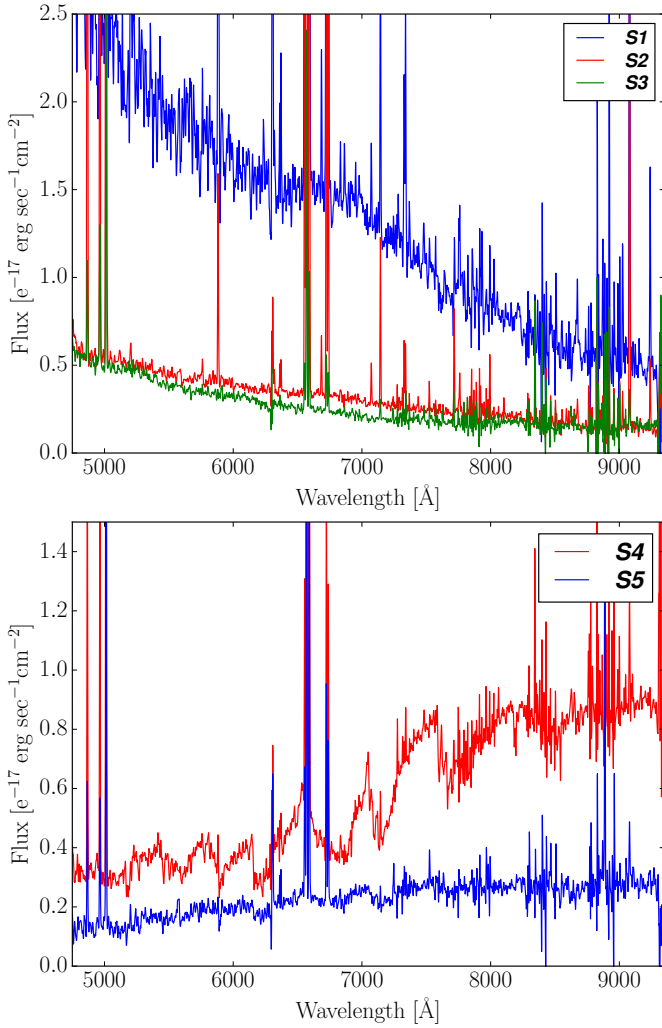 2.5
2.0
1.5
1.0
0.5
0.0
Flux [e⁻¹⁷ erg sec⁻¹cm⁻²]
S1
S2
S3
5000 6000 7000 8000 9000
Wavelength [Å]
1.4
1.2
1.0
0.8
0.6
0.4
0.2
0.0
Flux [e⁻¹⁷ erg sec⁻¹cm⁻²]
S4
S5
5000 6000 7000 8000 9000
Wavelength [Å]